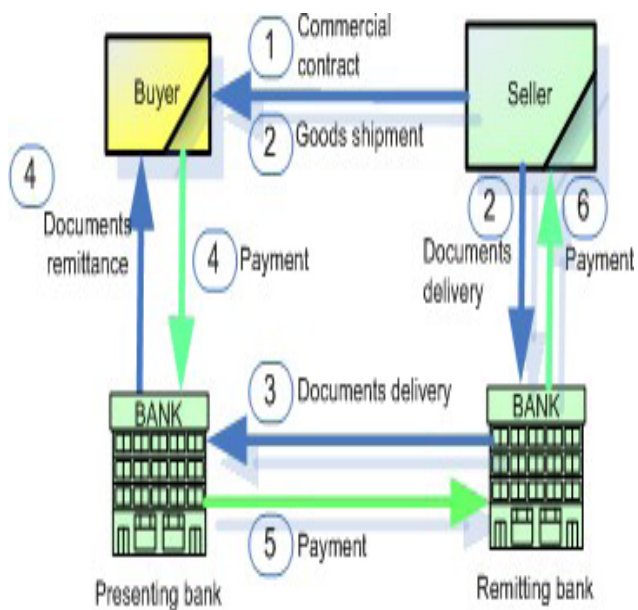 1
Commercial
contract
Buyer
Seller
2
Goods shipment
4
Documents
remittance
4
Payment
2
Documents
delivery
6
Payment
3
Documents delivery
BANK
BANK
5
Payment
Presenting bank
Remitting bank